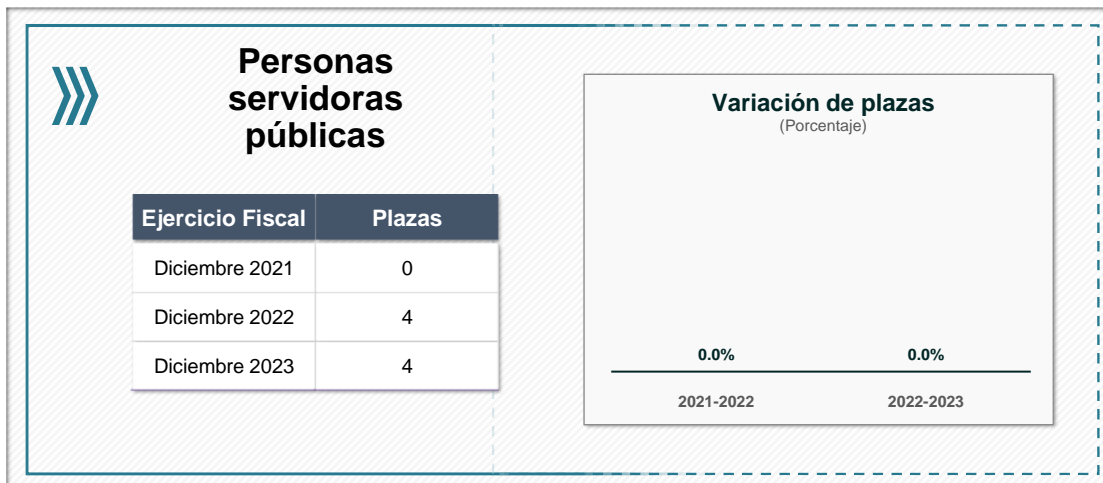 Personas
servidoras
públicas
Ejercicio Fiscal Plazas
Diciembre 2021 0
Diciembre 2022 4
Diciembre 2023 4
Variación de plazas
(Porcentaje)
0.0% 0.0%
2021-2022 2022-2023